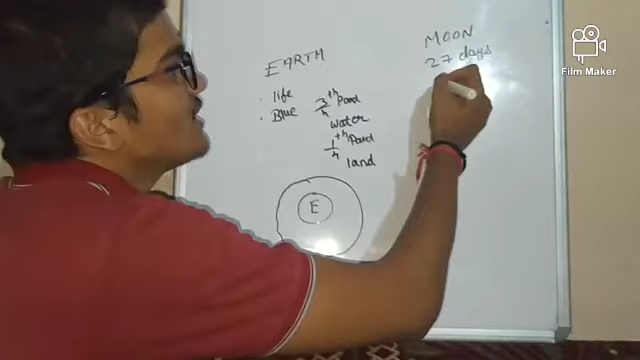 EARTH
. life
. Blue
3/4 th Part
water
1/4 th Part
land
E
MOON
27 days
Film Maker